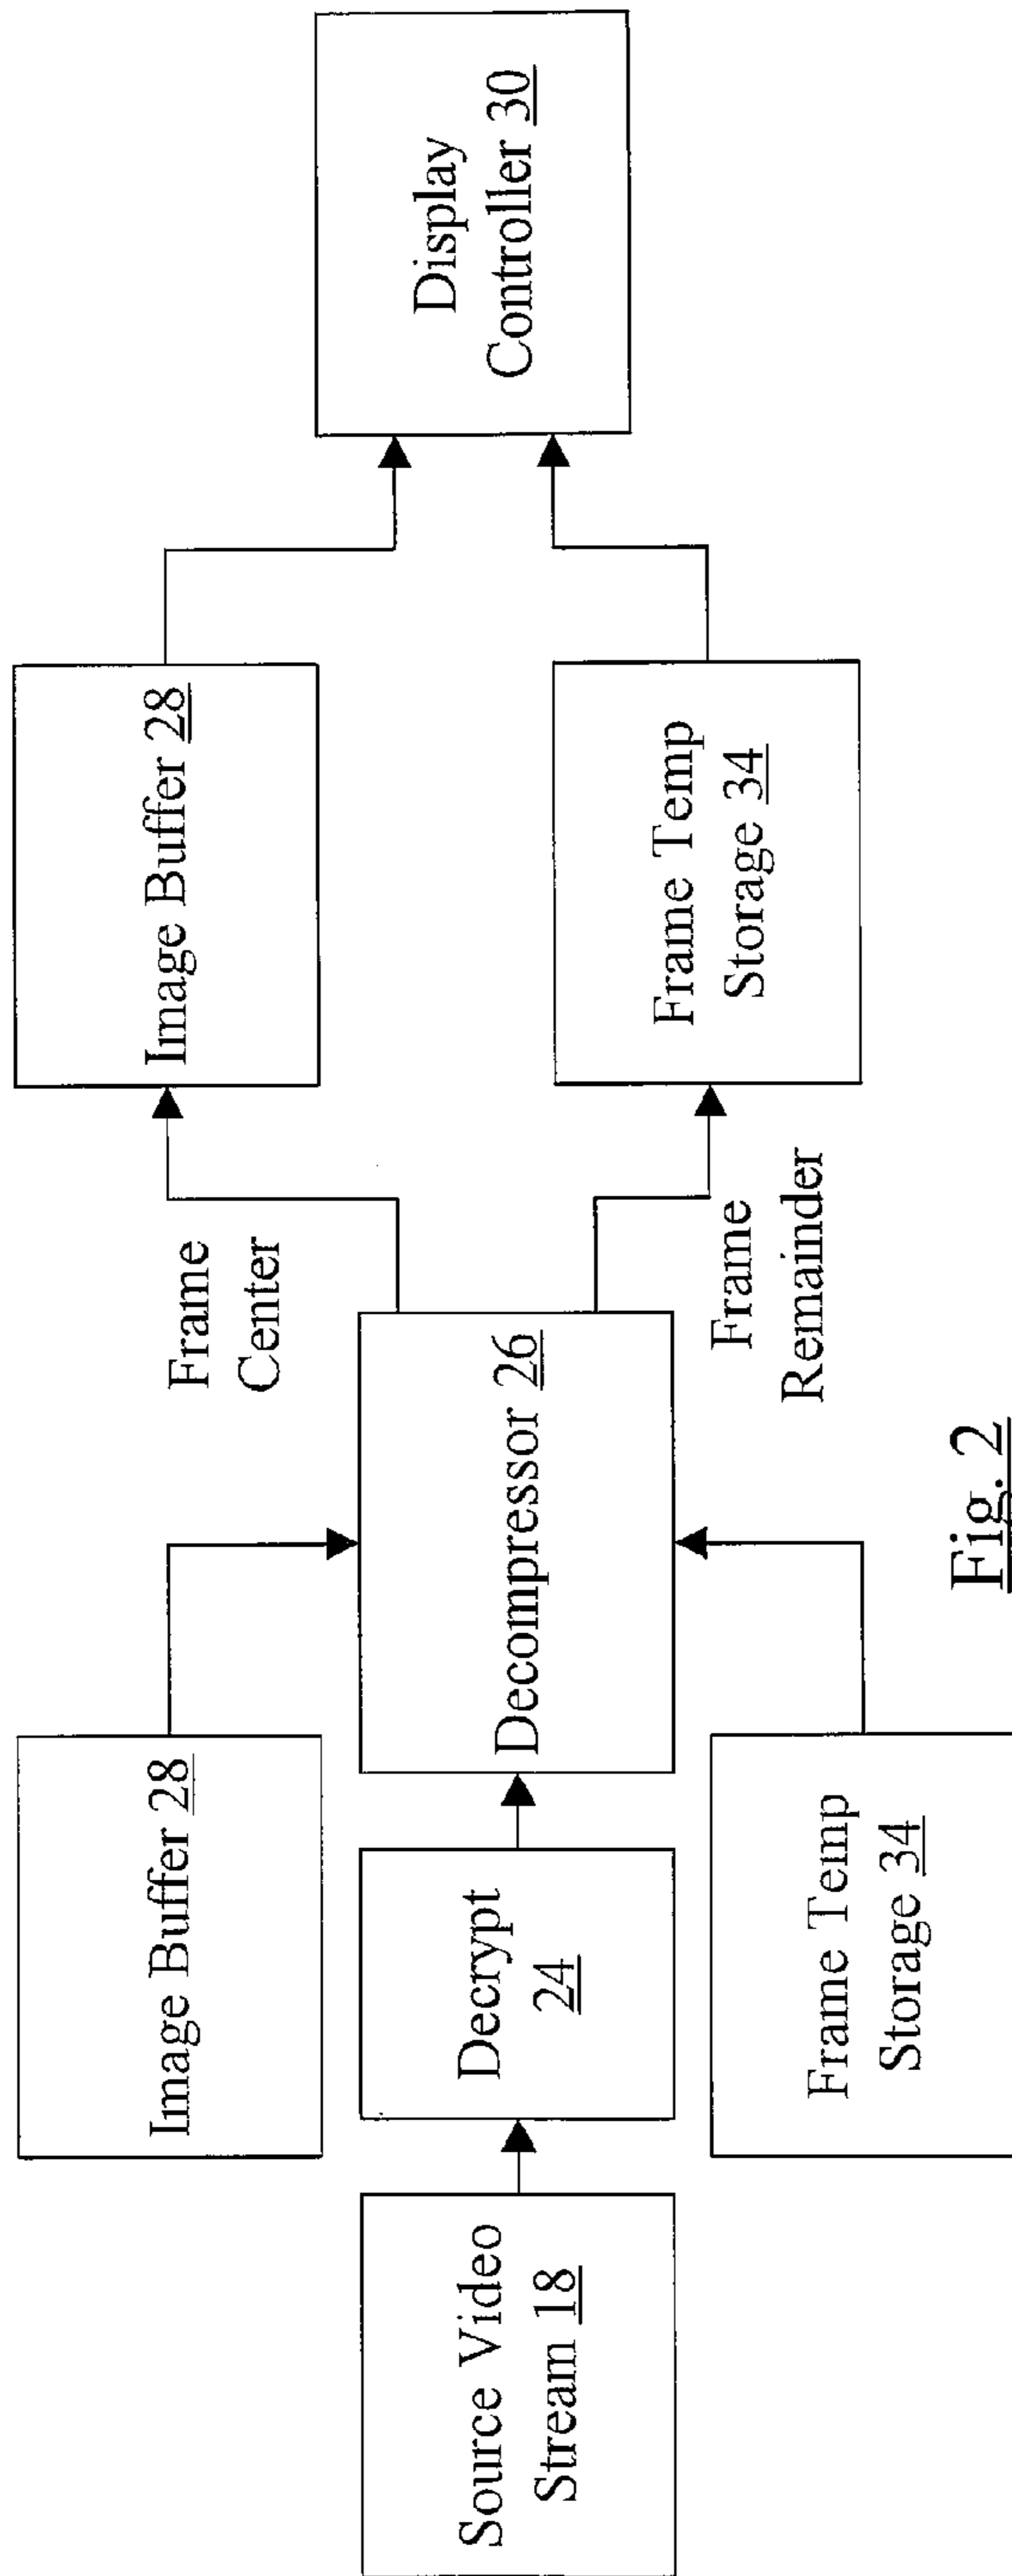 Image Buffer 28
Source Video
Stream 18
Decrypt
24
Decompressor 26
Frame Temp
Storage 34
Frame
Center
Frame
Remainder
Image Buffer 28
Frame Temp
Storage 34
Display
Controller 30
Fig. 2